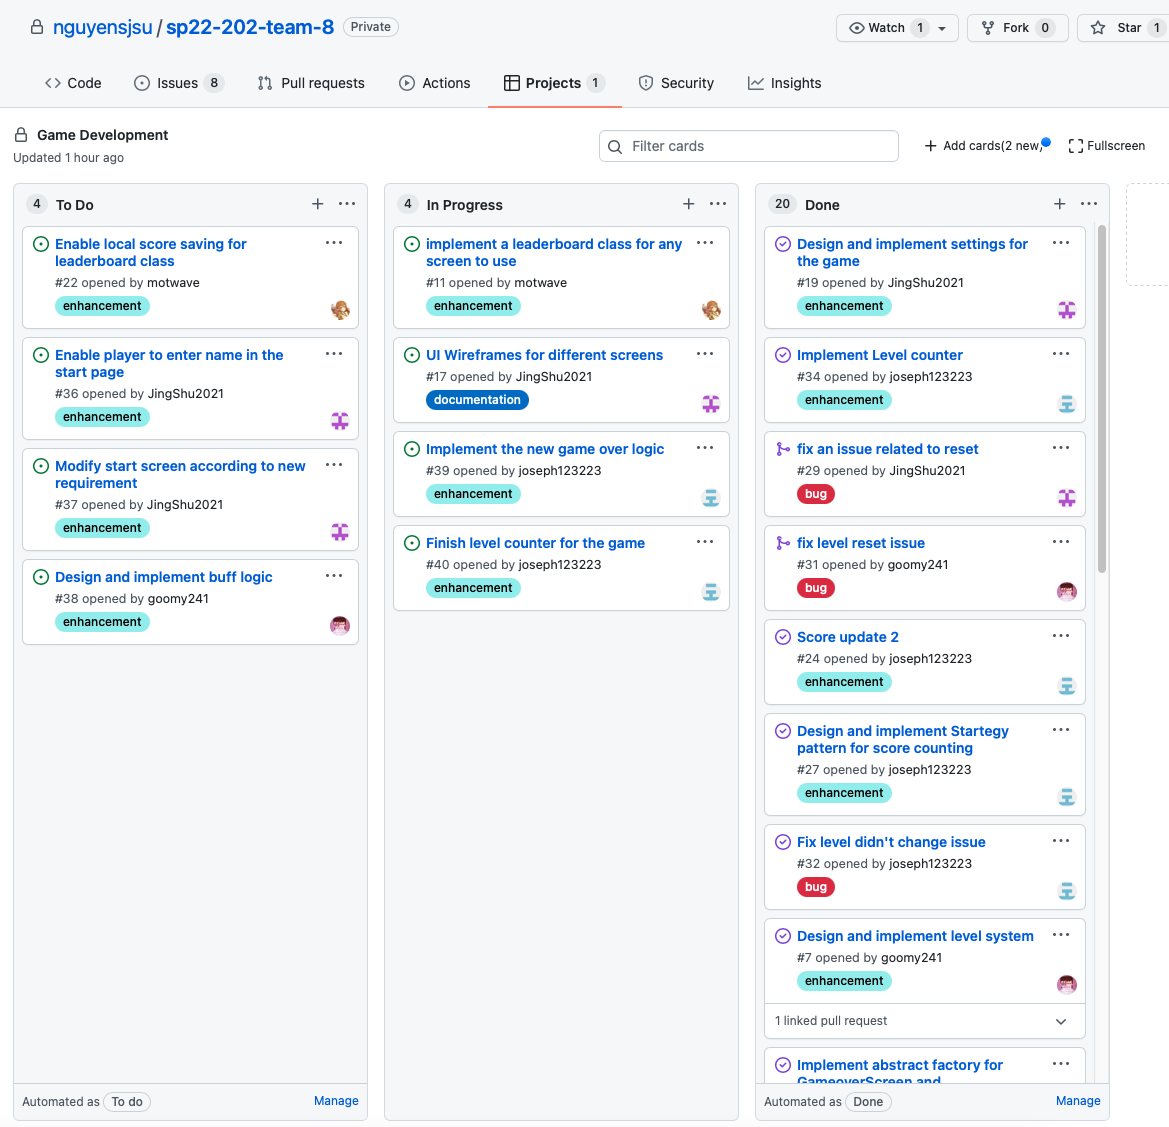 nguyensjsu / sp22-202-team-8 Private
Watch 1
Fork 0
Star 1
Code
Issues 8
Pull requests
Actions
Projects 1
Security
Insights
Game Development
Updated 1 hour ago
Filter cards
Add cards(2 new)
Fullscreen
4 To Do
Enable local score saving for
leaderboard class
#22 opened by motwave
enhancement
Enable player to enter name in the
start page
#36 opened by JingShu2021
enhancement
Modify start screen according to new
requirement
#37 opened by JingShu2021
enhancement
Design and implement buff logic
#38 opened by goomy241
enhancement
Automated as To do
Manage
4 In Progress
implement a leaderboard class for any
screen to use
#11 opened by motwave
enhancement
UI Wireframes for different screens
#17 opened by JingShu2021
documentation
Implement the new game over logic
#39 opened by joseph123223
enhancement
Finish level counter for the game
#40 opened by joseph123223
enhancement
20 Done
Design and implement settings for
the game
#19 opened by JingShu2021
enhancement
Implement Level counter
#34 opened by joseph123223
enhancement
fix an issue related to reset
#29 opened by JingShu2021
bug
fix level reset issue
#31 opened by goomy241
bug
Score update 2
#24 opened by joseph123223
enhancement
Design and implement Startegy
pattern for score counting
#27 opened by joseph123223
enhancement
Fix level didn't change issue
#32 opened by joseph123223
bug
Design and implement level system
#7 opened by goomy241
enhancement
1 linked pull request
Implement abstract factory for
GameoverScreen and
Automated as Done
Manage